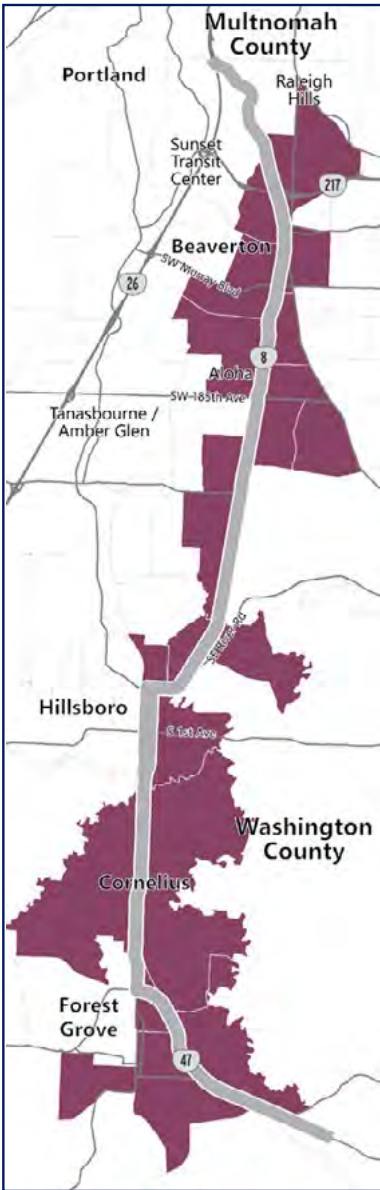 Multnomah
County
Portland
Raleigh
Hills
Sunset
Transit
Center
217
Beaverton
SW Murray Blvd
26
8
Aloha
SW 185th Ave
Tanasbourne /
Amber Glen
Rd
Hillsboro
S 1st Ave
Washington
County
Cornelius
Forest
Grove
47